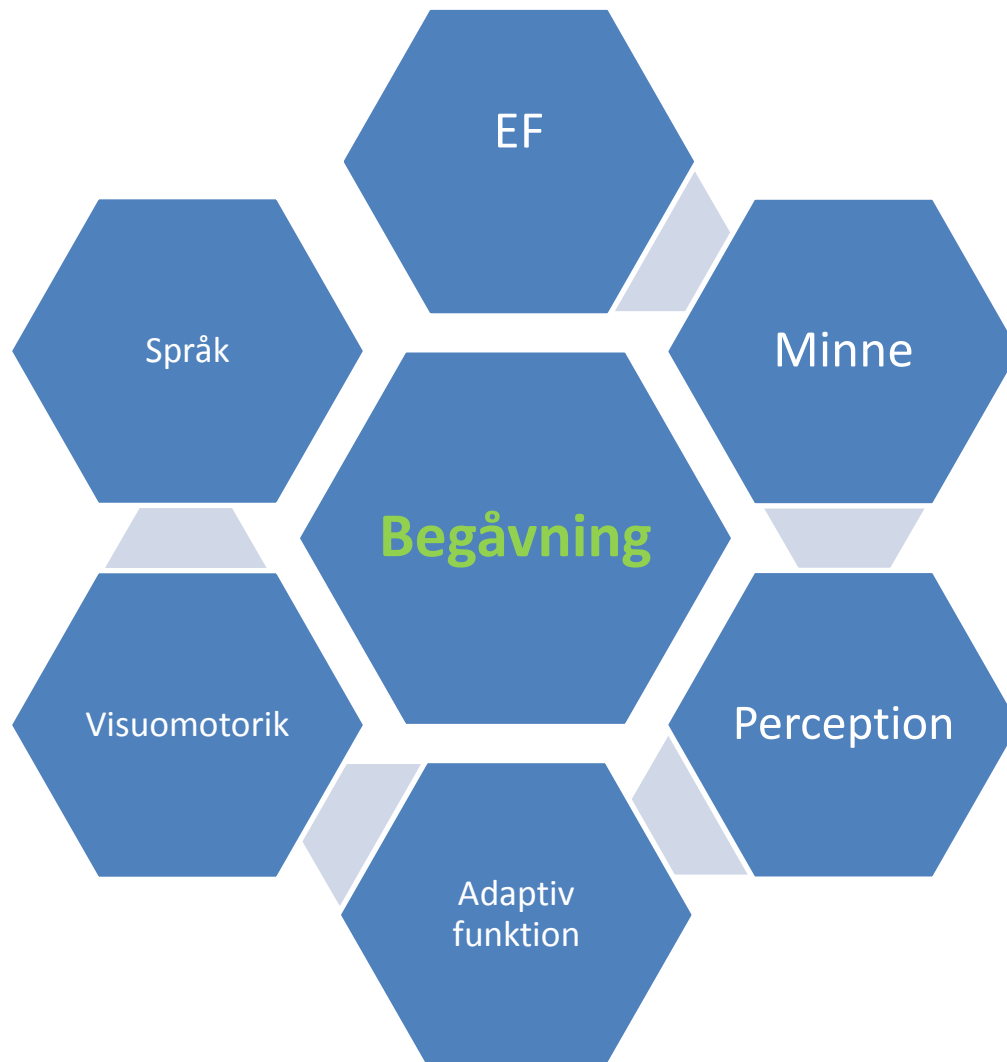 EF
Språk
Minne
Begåvning
Visuomotorik
Perception
Adaptiv
funktion